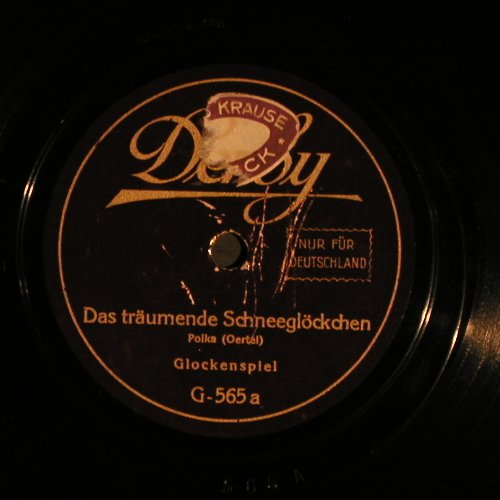 KRAUSE
Derby
NUR FÜR
DEUTSCHLAND
Das träumende Schneeglöckchen
Polka (Oertel)
Glockenspiel
G-565 a